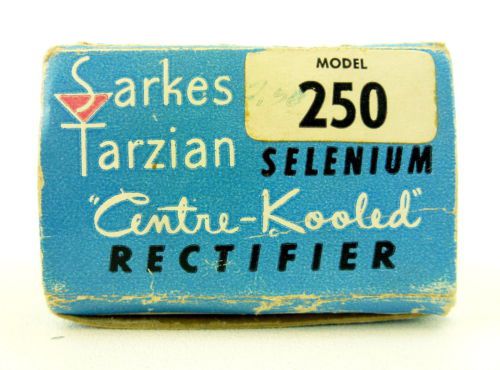 Sarkes
Tarzian
MODEL
250
SELENIUM
"Centre-Kooled"
RECTIFIER